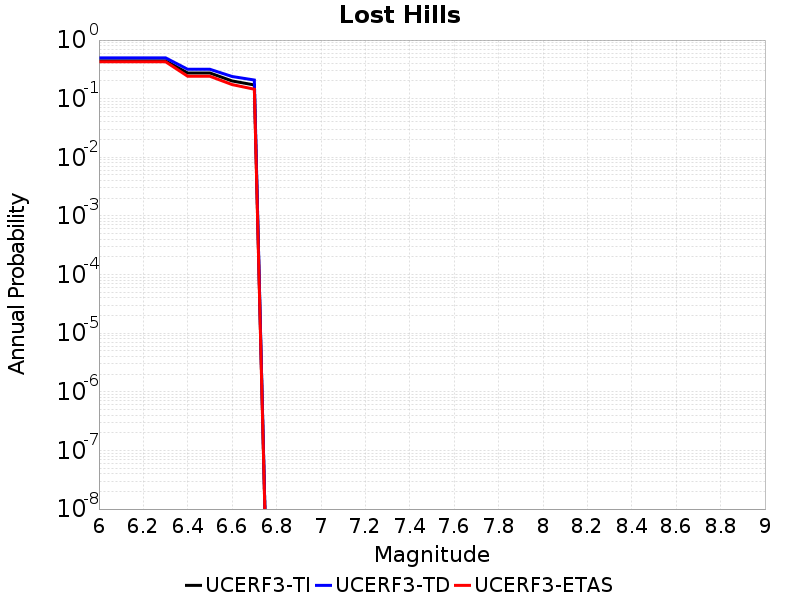 Lost Hills
Annual Probability
10^0
10^-1
10^-2
10^-3
10^-4
10^-5
10^-6
10^-7
10^-8
6 6.2 6.4 6.6 6.8 7 7.2 7.4 7.6 7.8 8 8.2 8.4 8.6 8.8 9
Magnitude
UCERF3-TI UCERF3-TD UCERF3-ETAS